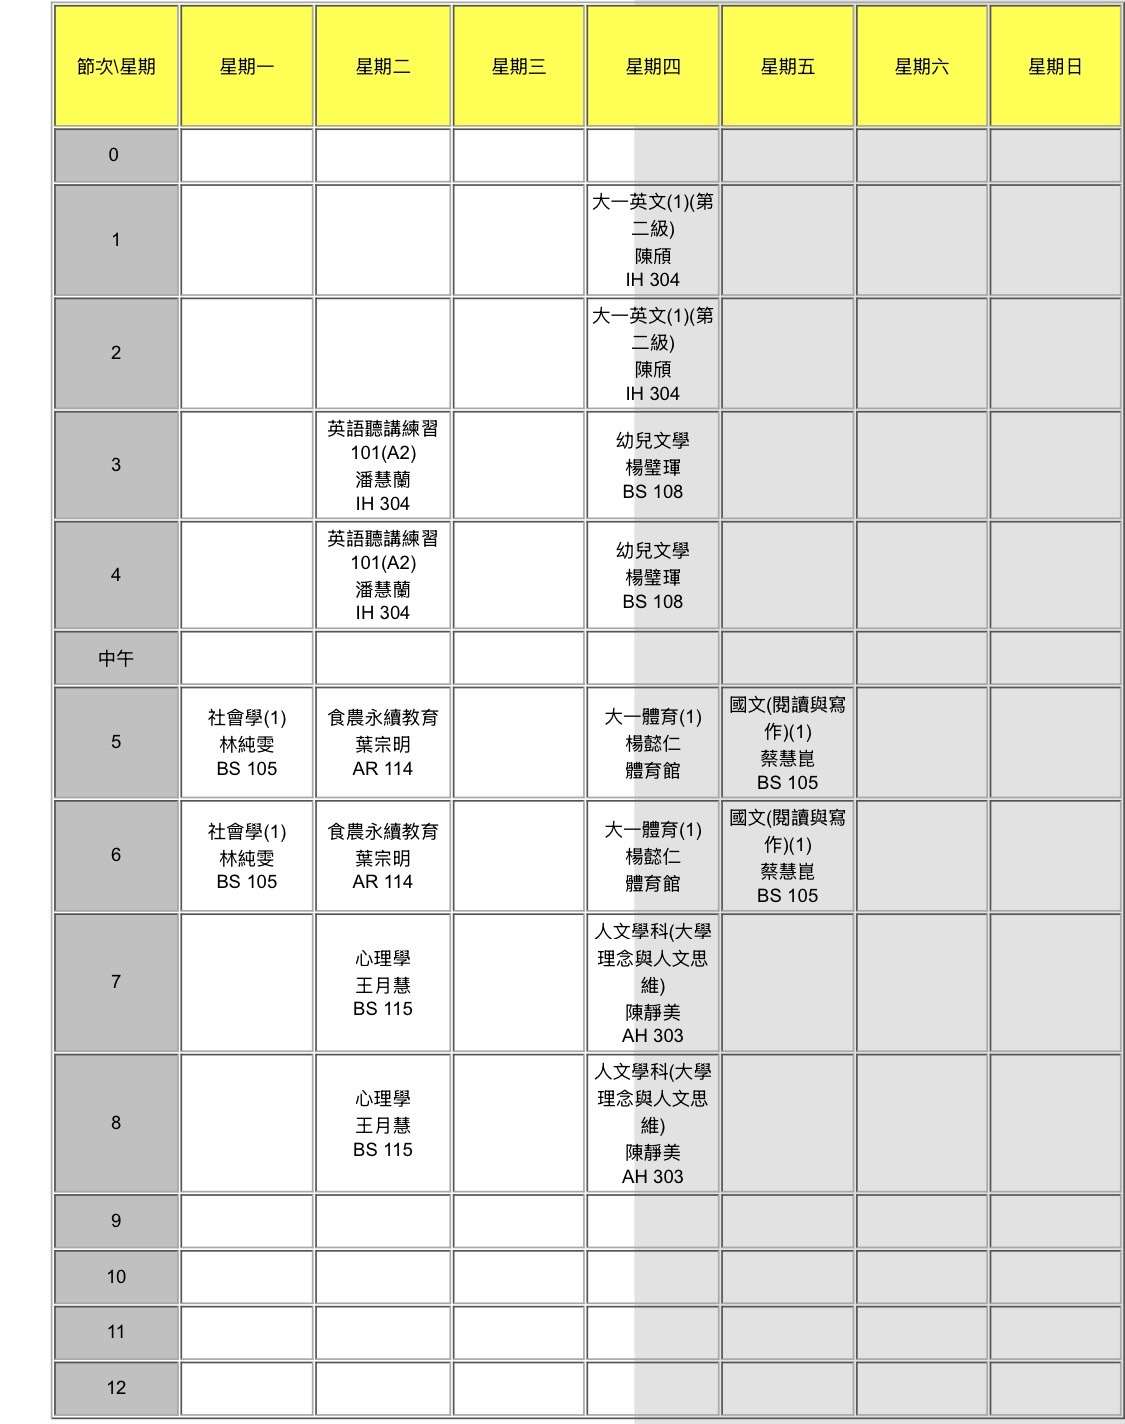 節次\星期 星期一 星期二 星期三 星期四 星期五 星期六 星期日
0
1
大一英文(1)(第
二級)
陳頎
IH 304
2
大一英文(1)(第
二級)
陳頎
IH 304
3
英語聽講練習
101(A2)
潘慧蘭
IH 304
幼兒文學
楊璧琿
BS 108
4
英語聽講練習
101(A2)
潘慧蘭
IH 304
幼兒文學
楊璧琿
BS 108
中午
5
社會學(1)
林純雯
BS 105
食農永續教育
葉宗明
AR 114
大一體育(1)
楊懿仁
體育館
國文(閱讀與寫
作)(1)
蔡慧崑
BS 105
6
社會學(1)
林純雯
BS 105
食農永續教育
葉宗明
AR 114
大一體育(1)
楊懿仁
體育館
國文(閱讀與寫
作)(1)
蔡慧崑
BS 105
7
心理學
王月慧
BS 115
人文學科(大學
理念與人文思
維)
陳靜美
AH 303
8
心理學
王月慧
BS 115
人文學科(大學
理念與人文思
維)
陳靜美
AH 303
9
10
11
12